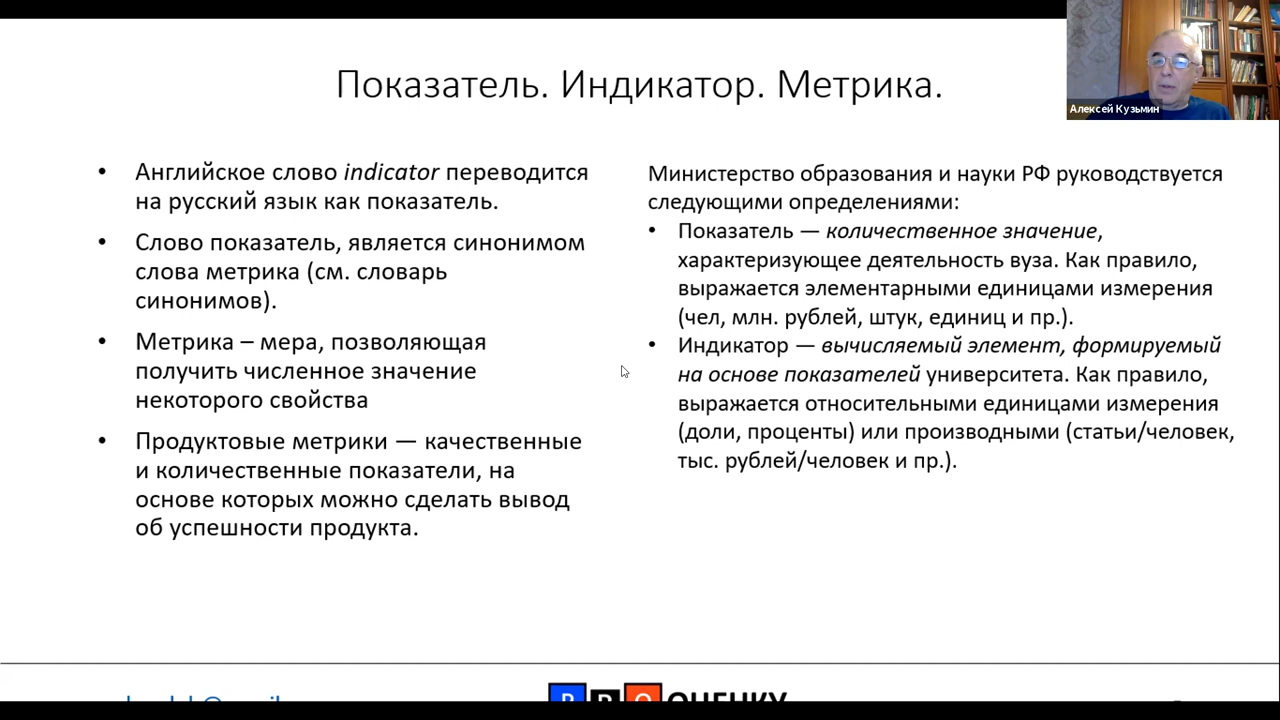 Показатель. Индикатор. Метрика.
Алексей Кузьмин
• Английское слово indicator переводится
на русский язык как показатель.
• Слово показатель, является синонимом
слова метрика (см. словарь
синонимов).
• Метрика – мера, позволяющая
получить численное значение
некоторого свойства
• Продуктовые метрики — качественные
и количественные показатели, на
основе которых можно сделать вывод
об успешности продукта.
Министерство образования и науки РФ руководствуется
следующими определениями:
• Показатель — количественное значение,
характеризующее деятельность вуза. Как правило,
выражается элементарными единицами измерения
(чел, млн. рублей, штук, единиц и пр.).
• Индикатор — вычисляемый элемент, формируемый
на основе показателей университета. Как правило,
выражается относительными единицами измерения
(доли, проценты) или производными (статьи/человек,
тыс. рублей/человек и пр.).
ОЦЕНКУ